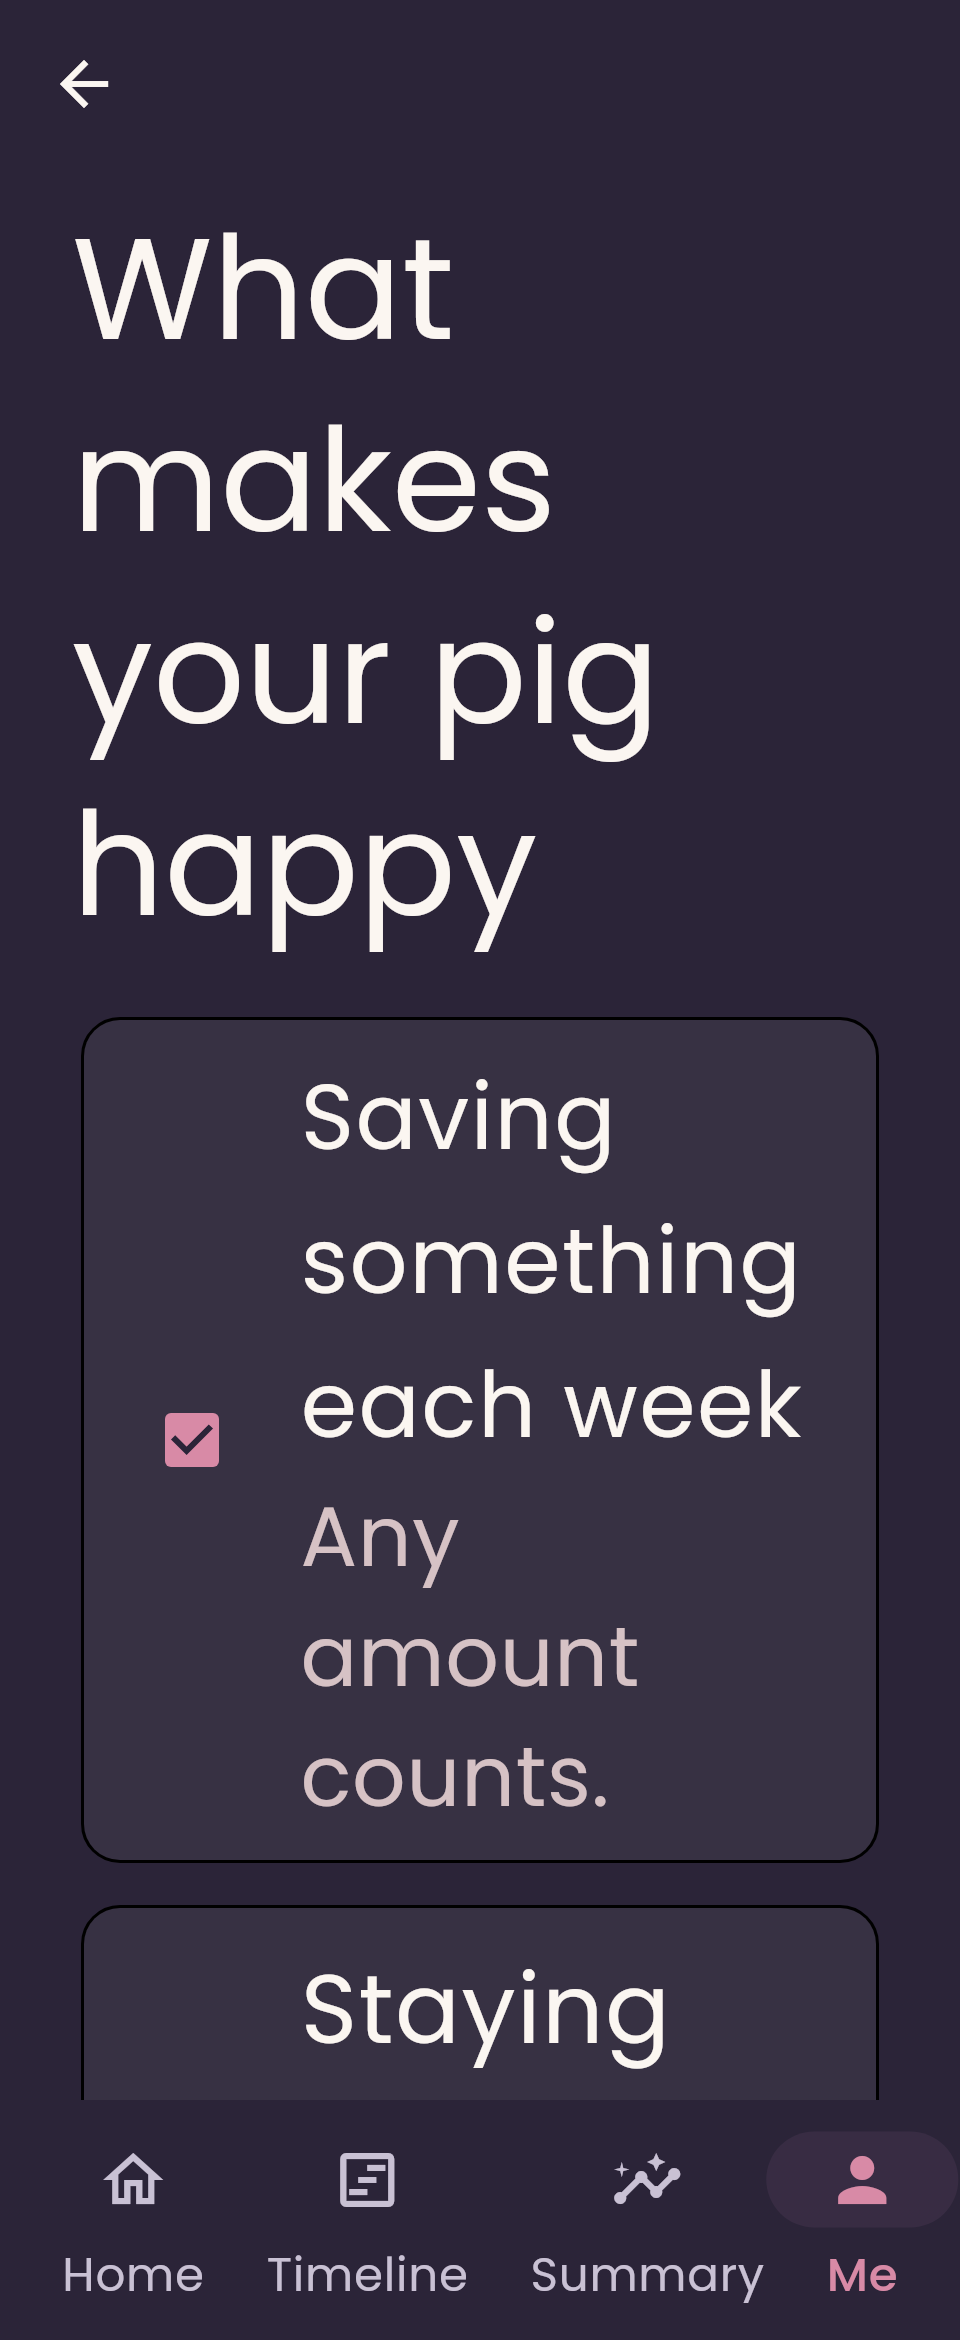 What
makes
your pig
happy
Saving
something
each week
Any
amount
counts.
Staying
Home
Timeline
Summary
Me